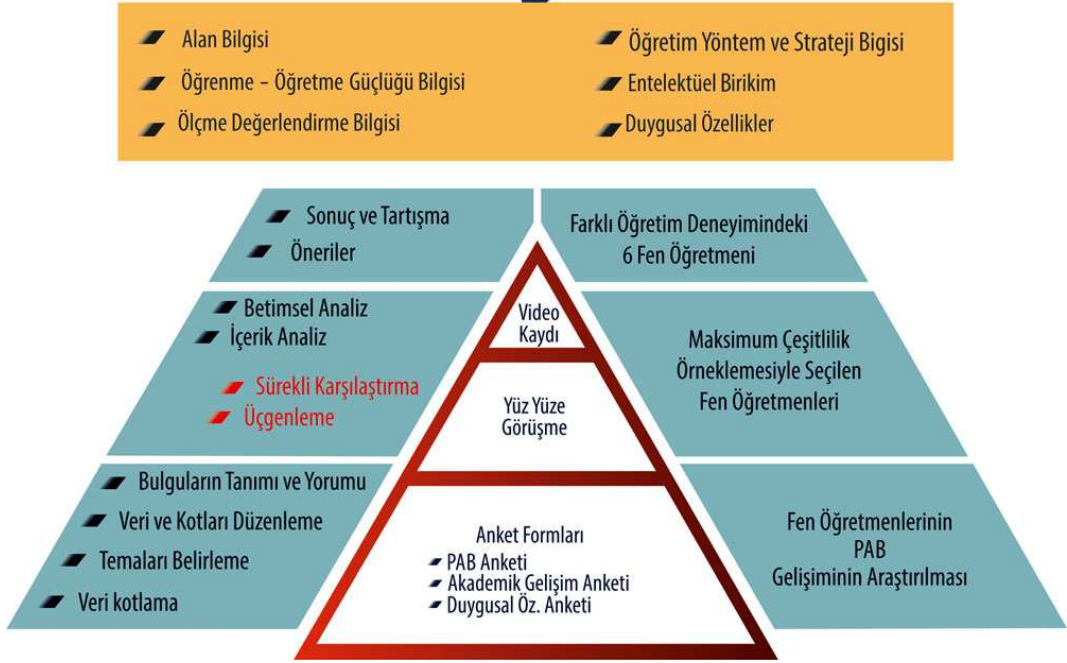 Alan Bilgisi
Öğrenme – Öğretme Güçlüğü Bilgisi
Ölçme Değerlendirme Bilgisi
Öğretim Yöntem ve Strateji Bigisi
Entelektüel Birikim
Duygusal Özellikler
Sonuç ve Tartışma
Öneriler
Betimsel Analiz
İçerik Analiz
Sürekli Karşılaştırma
Üçgenleme
Bulguların Tanımı ve Yorumu
Veri ve Kotları Düzenleme
Temaları Belirleme
Veri kotlama
Video
Kaydı
Yüz Yüze
Görüşme
Anket Formları
PAB Anketi
Akademik Gelişim Anketi
Duygusal Öz. Anketi
Farklı Öğretim Deneyimindeki
6 Fen Öğretmeni
Maksimum Çeşitlilik
Örneklemesiyle Seçilen
Fen Öğretmenleri
Fen Öğretmenlerinin
PAB
Gelişiminin Araştırılması